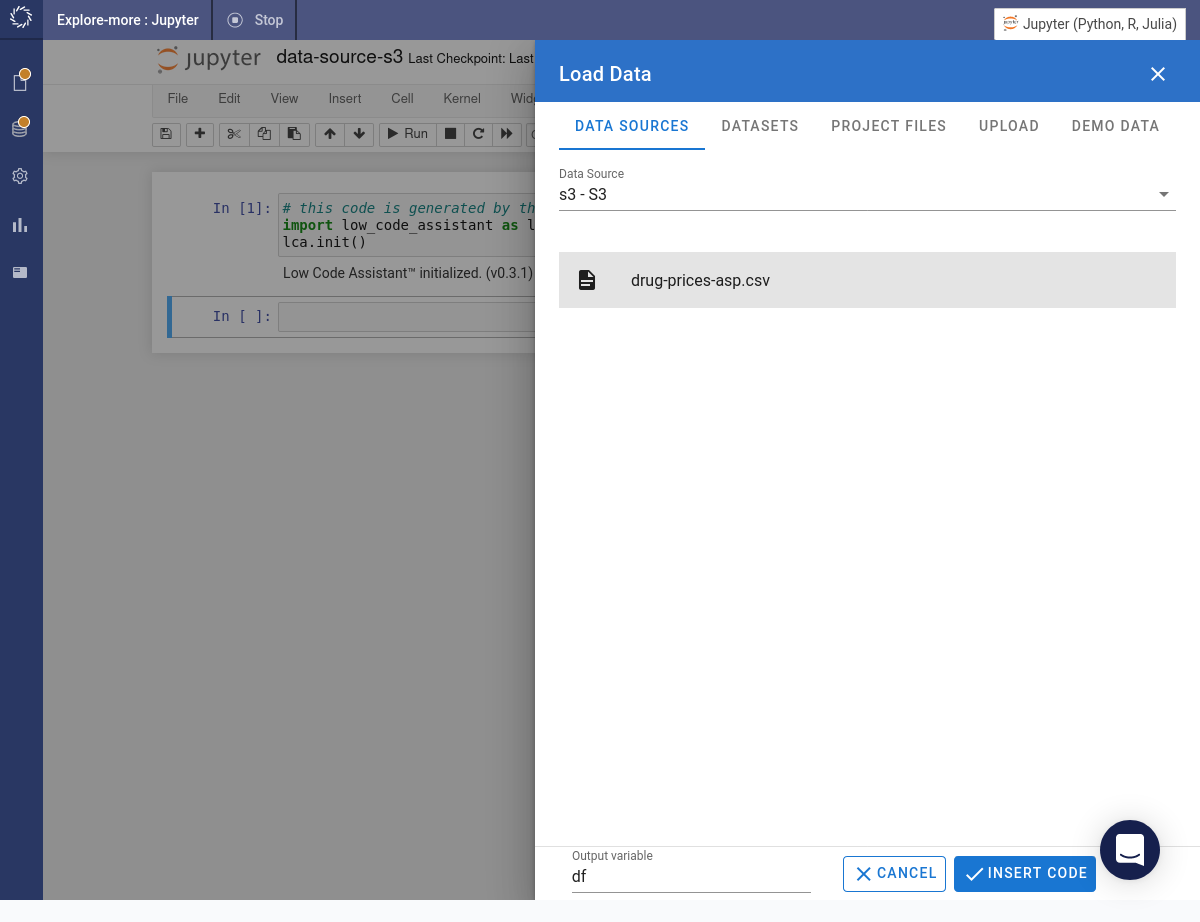 Explore-more : Jupyter
Stop
Jupyter (Python, R, Julia)
jupyter data-source-s3 Last Checkpoint: Last
File Edit View Insert Cell Kernel
Run
In [1]: # this code is generated by th
import low_code_assistant as l
lca.init()
Low Code Assistant™ initialized. (v0.3.1)
In [ ]:
Load Data
DATA SOURCES DATASETS PROJECT FILES UPLOAD DEMO DATA
Data Source
s3 - S3
drug-prices-asp.csv
Output variable
df
CANCEL INSERT CODE